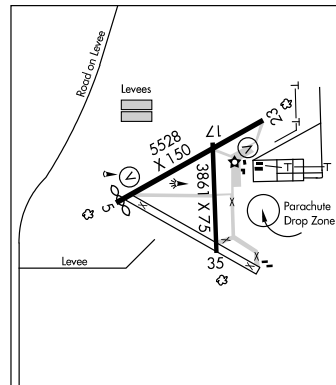 Road on Levee
Levees
23
17
5528
X 150
V
V
T
T
T
T
5
3861 X 75
X
X
X
X
35
Parachute
Drop Zone
Levee